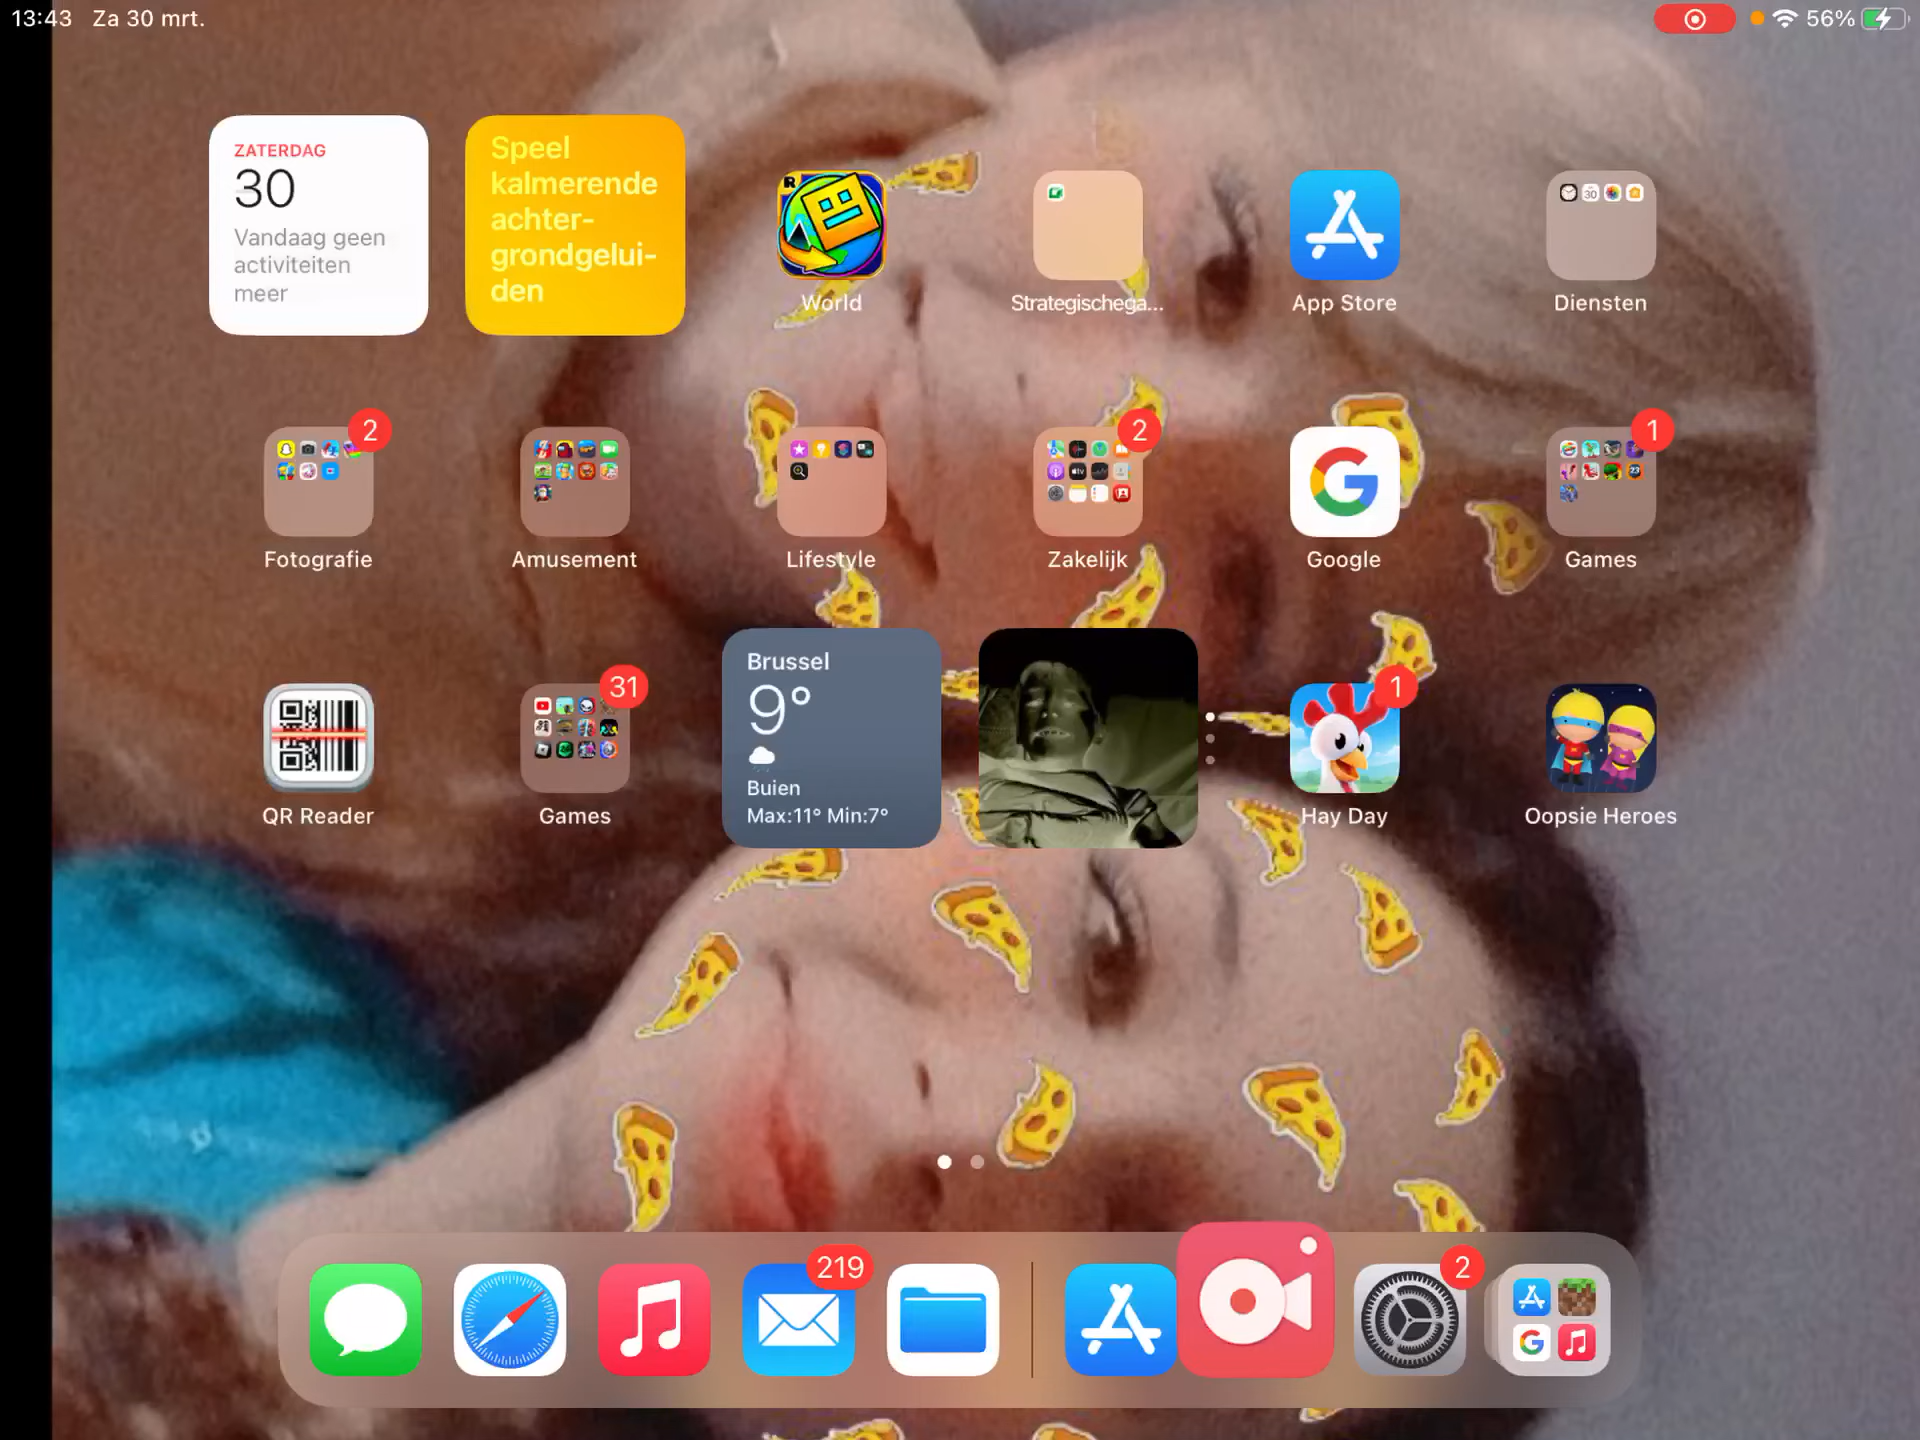 13:43 Za 30 mrt.
56%
ZATERDAG
30
Vandaag geen
activiteiten
meer
Speel
kalmerende
achter-
grondgelui-
den
R
World
Strategischega...
App Store
30
Diensten
2
Fotografie
Amusement
Lifestyle
2
Zakelijk
Google
1
23
Games
QR Reader
31
Games
Brussel
9°
Buien
Max:11° Min:7°
1
Hay Day
Oopsie Heroes
219
2